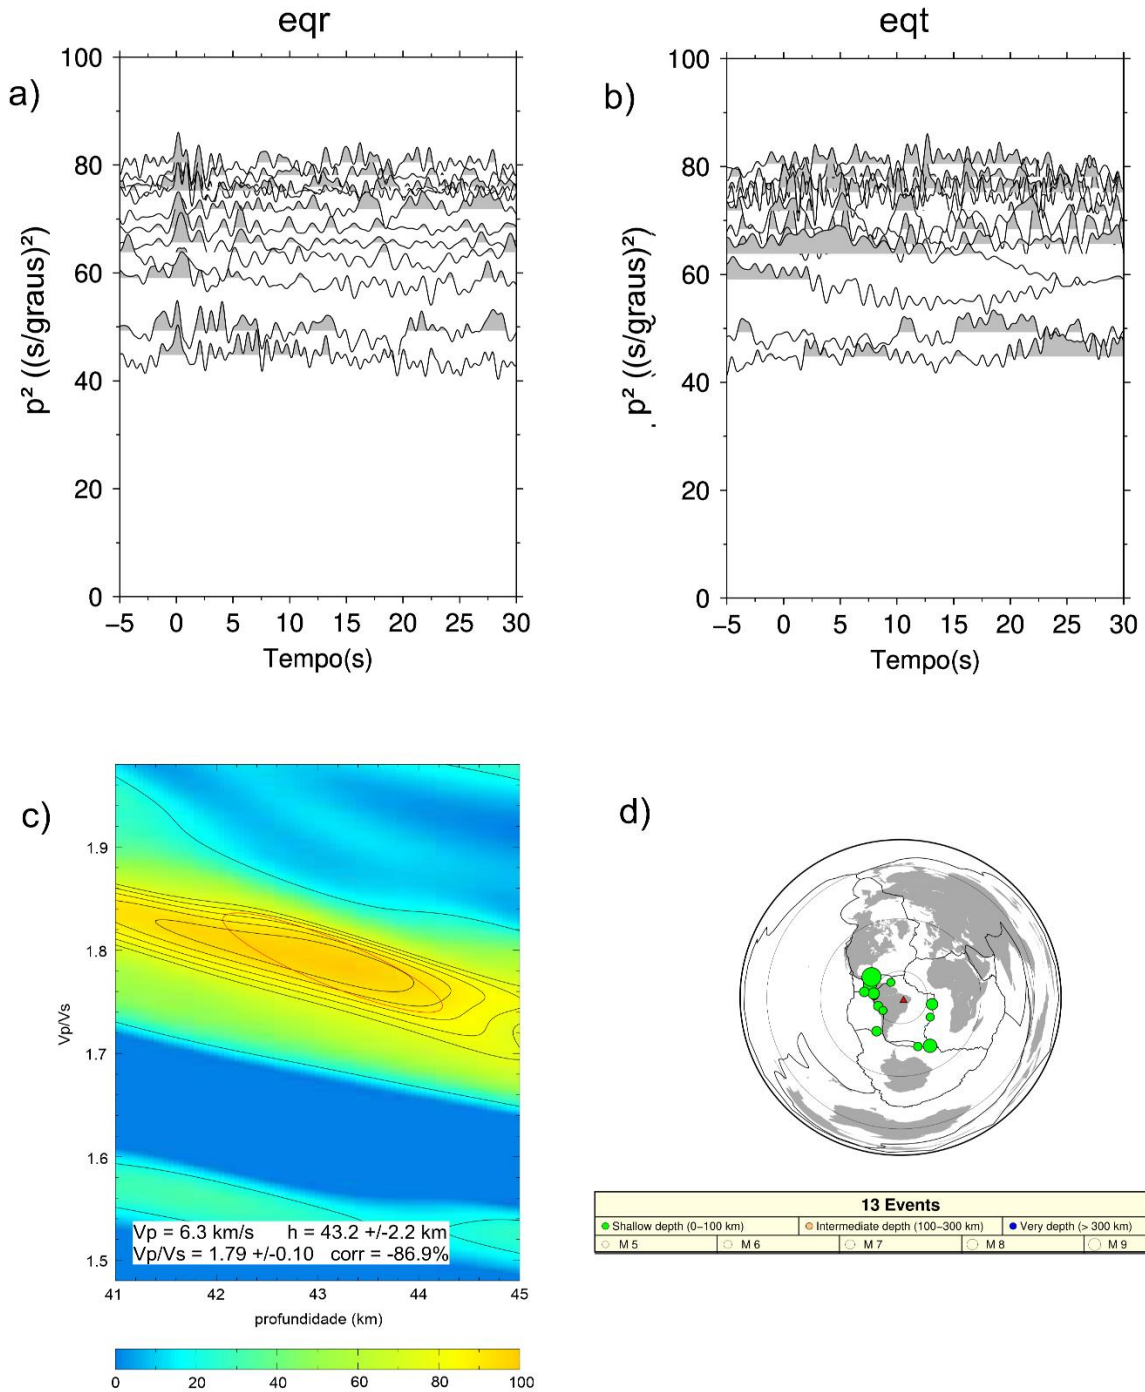 eqr
eqt
a)
100
80
60
40
20
0
p² ((s/graus)²)
−5 0 5 10 15 20 25 30
Tempo(s)
b)
100
80
60
40
20
0
. p² ((s/graus)²)
−5 0 5 10 15 20 25 30
Tempo(s)
c)
1.9
1.8
1.7
1.6
1.5
Vp/Vs
Vp = 6.3 km/s h = 43.2 +/-2.2 km
Vp/Vs = 1.79 +/-0.10 corr = -86.9%
41 42 43 44 45
profundidade (km)
0 20 40 60 80 100
d)
13 Events
Shallow depth (0−100 km) Intermediate depth (100−300 km) Very depth (> 300 km)
M 5 M 6 M 7 M 8 M 9